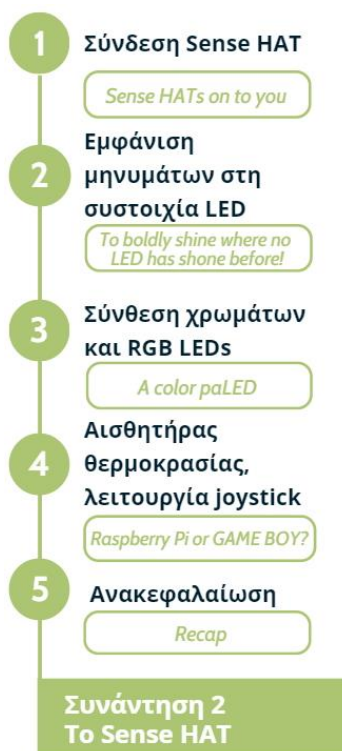 1
Σύνδεση Sense HAT
Sense HATs on to you
2
Εμφάνιση
μηνυμάτων στη
συστοιχία LED
To boldly shine where no
LED has shone before!
3
Σύνθεση χρωμάτων
και RGB LEDs
A color paLED
4
Αισθητήρας
θερμοκρασίας,
λειτουργία joystick
Raspberry Pi or GAME BOY?
5
Ανακεφαλαίωση
Recap
Συνάντηση 2
Το Sense HAT